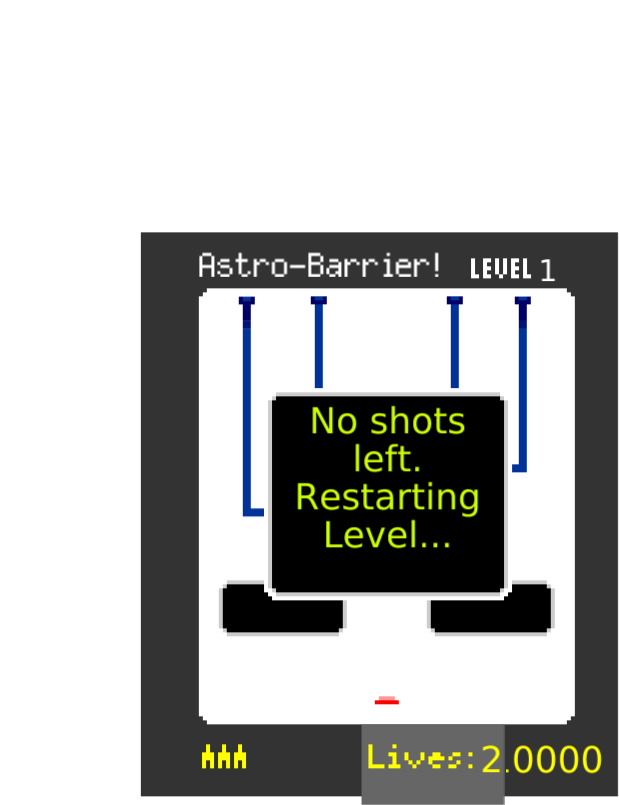 Astro-Barrier! LEVEL 1
No shots
left.
Restarting
Level...
Lives:2.0000